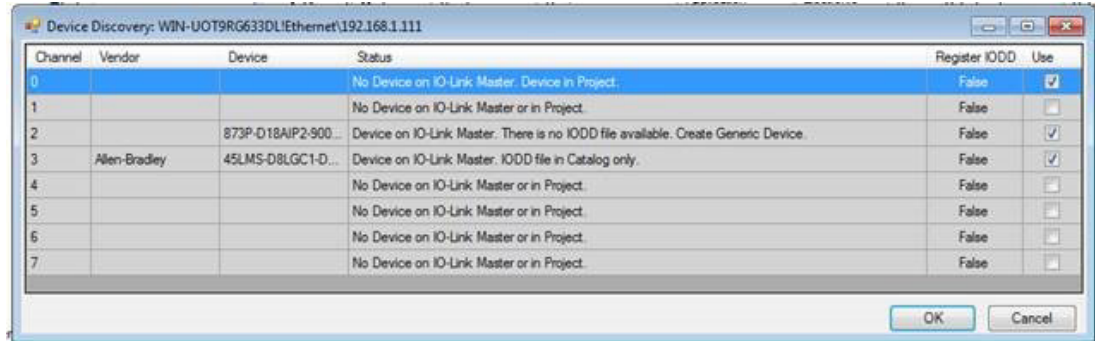 Device Discovery: WIN-UOT9RG633DL!Ethernet\192.168.1.111
Channel Vendor Device Status Register IODD Use
0 No Device on IO-Link Master. Device in Project. False
1 No Device on IO-Link Master or in Project. False
2 873P-D18AIP2-900... Device on IO-Link Master. There is no IODD file available. Create Generic Device. False
3 Allen-Bradley 45LMS-D8LGC1-D... Device on IO-Link Master. IODD file in Catalog only. False
4 No Device on IO-Link Master or in Project. False
5 No Device on IO-Link Master or in Project. False
6 No Device on IO-Link Master or in Project. False
7 No Device on IO-Link Master or in Project. False
OK Cancel